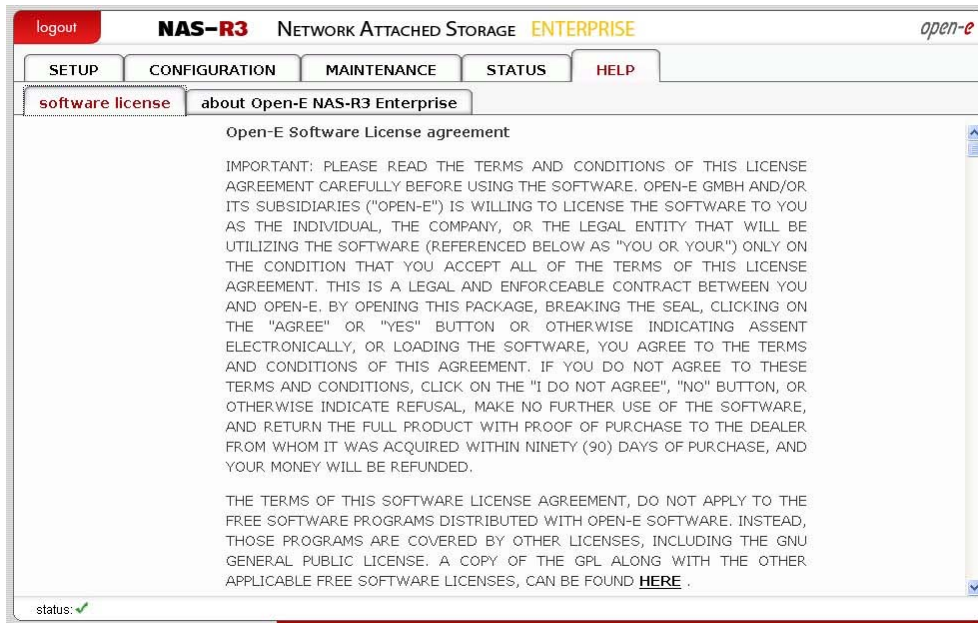 logout
NAS-R3 NETWORK ATTACHED STORAGE ENTERPRISE
open-e
SETUP CONFIGURATION MAINTENANCE STATUS HELP
software license about Open-E NAS-R3 Enterprise
Open-E Software License agreement
IMPORTANT: PLEASE READ THE TERMS AND CONDITIONS OF THIS LICENSE
AGREEMENT CAREFULLY BEFORE USING THE SOFTWARE. OPEN-E GMBH AND/OR
ITS SUBSIDIARIES ("OPEN-E") IS WILLING TO LICENSE THE SOFTWARE TO YOU
AS THE INDIVIDUAL, THE COMPANY, OR THE LEGAL ENTITY THAT WILL BE
UTILIZING THE SOFTWARE (REFERENCED BELOW AS "YOU OR YOUR") ONLY ON
THE CONDITION THAT YOU ACCEPT ALL OF THE TERMS OF THIS LICENSE
AGREEMENT. THIS IS A LEGAL AND ENFORCEABLE CONTRACT BETWEEN YOU
AND OPEN-E. BY OPENING THIS PACKAGE, BREAKING THE SEAL, CLICKING ON
THE "AGREE" OR "YES" BUTTON OR OTHERWISE INDICATING ASSENT
ELECTRONICALLY, OR LOADING THE SOFTWARE, YOU AGREE TO THE TERMS
AND CONDITIONS OF THIS AGREEMENT. IF YOU DO NOT AGREE TO THESE
TERMS AND CONDITIONS, CLICK ON THE "I DO NOT AGREE", "NO" BUTTON, OR
OTHERWISE INDICATE REFUSAL, MAKE NO FURTHER USE OF THE SOFTWARE,
AND RETURN THE FULL PRODUCT WITH PROOF OF PURCHASE TO THE DEALER
FROM WHOM IT WAS ACQUIRED WITHIN NINETY (90) DAYS OF PURCHASE, AND
YOUR MONEY WILL BE REFUNDED.
THE TERMS OF THIS SOFTWARE LICENSE AGREEMENT, DO NOT APPLY TO THE
FREE SOFTWARE PROGRAMS DISTRIBUTED WITH OPEN-E SOFTWARE. INSTEAD,
THOSE PROGRAMS ARE COVERED BY OTHER LICENSES, INCLUDING THE GNU
GENERAL PUBLIC LICENSE. A COPY OF THE GPL ALONG WITH THE OTHER
APPLICABLE FREE SOFTWARE LICENSES, CAN BE FOUND HERE .
status: